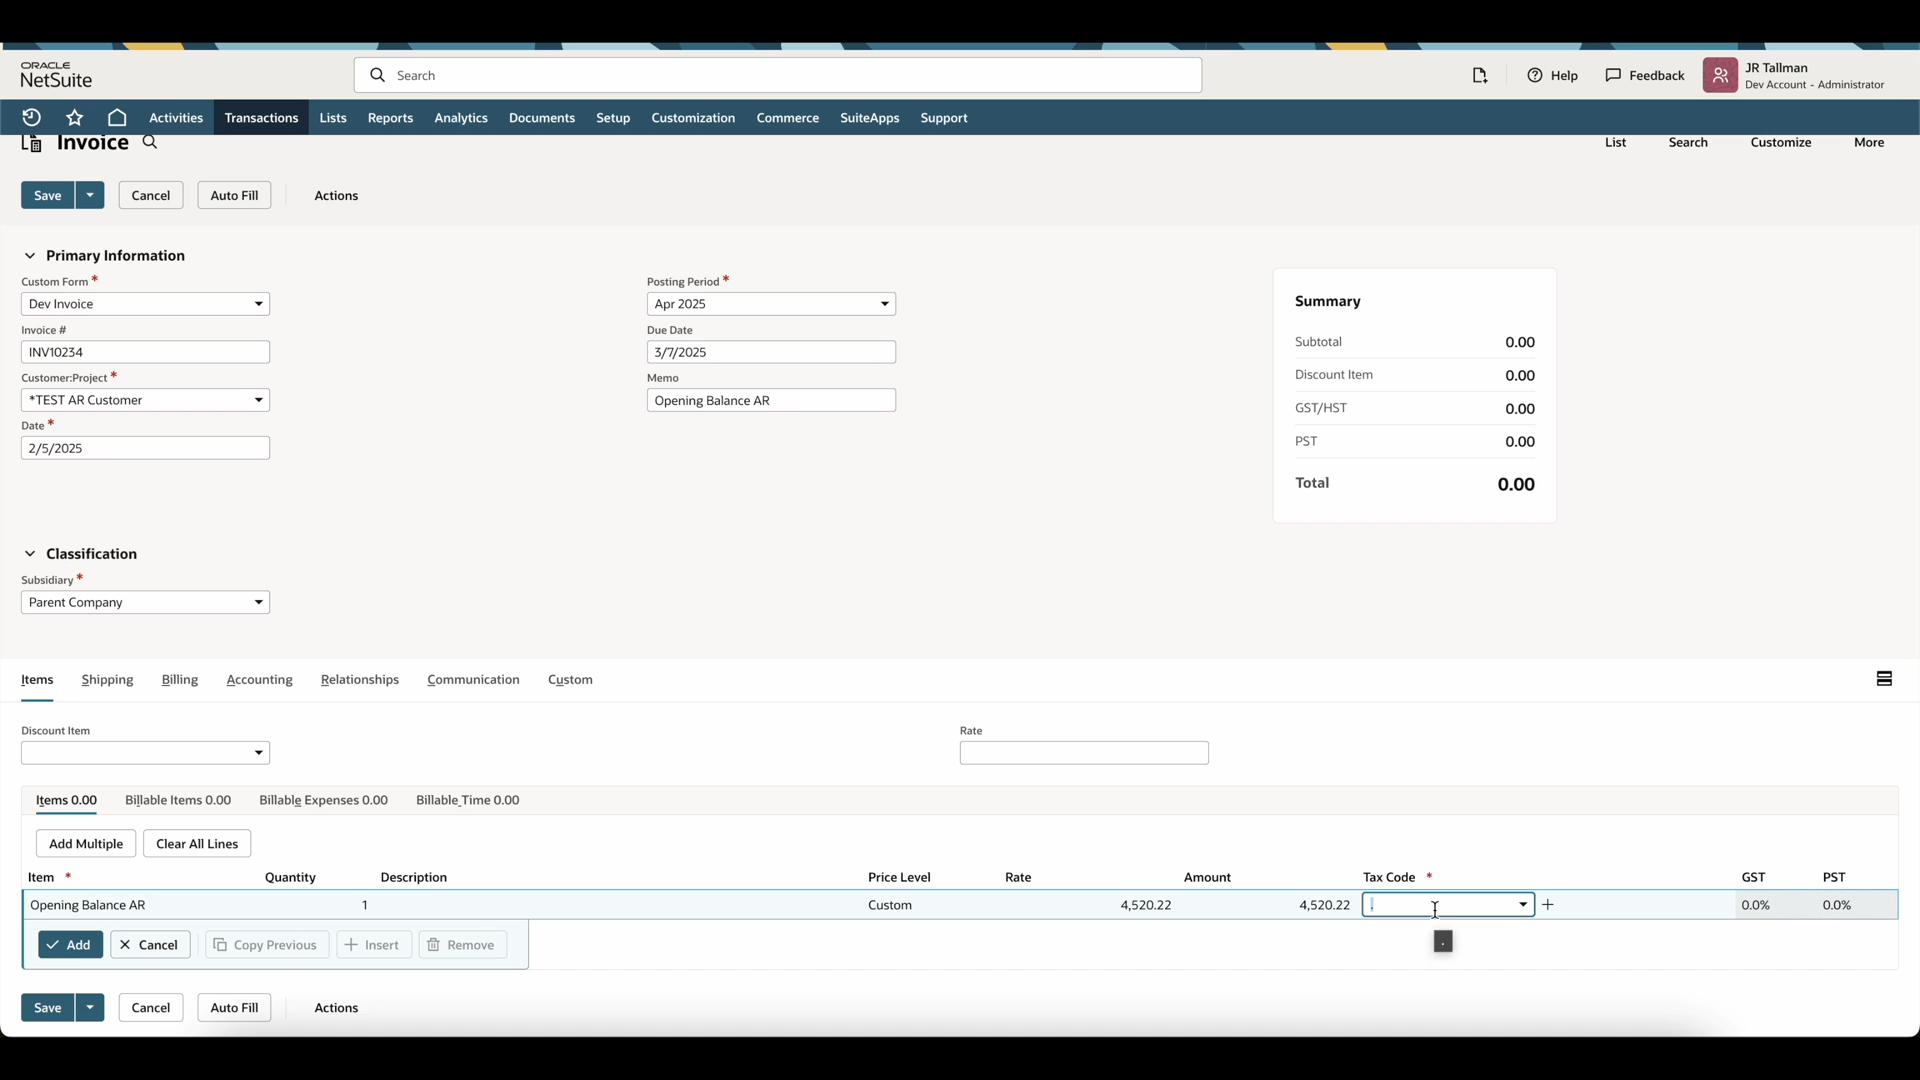 ORACLE
NetSuite
Search
Help
Feedback
JR Tallman
Dev Account - Administrator
Activities
Transactions
Lists
Reports
Analytics
Documents
Setup
Customization
Commerce
SuiteApps
Support
Invoice
List
Search
Customize
More
Save
Cancel
Auto Fill
Actions
Primary Information
Custom Form *
Dev Invoice
Invoice #
INV10234
Customer:Project *
*TEST AR Customer
Date *
2/5/2025
Posting Period *
Apr 2025
Due Date
3/7/2025
Memo
Opening Balance AR
Summary
Subtotal 0.00
Discount Item 0.00
GST/HST 0.00
PST 0.00
Total 0.00
Classification
Subsidiary *
Parent Company
Items
Shipping
Billing
Accounting
Relationships
Communication
Custom
Discount Item
Rate
Items 0.00
Billable Items 0.00
Billable Expenses 0.00
Billable Time 0.00
Add Multiple
Clear All Lines
Item * Quantity Description Price Level Rate Amount Tax Code * GST PST
Opening Balance AR 1 Custom 4,520.22 4,520.22 . 0.0% 0.0%
Add
Cancel
Copy Previous
Insert
Remove
.
Save
Cancel
Auto Fill
Actions